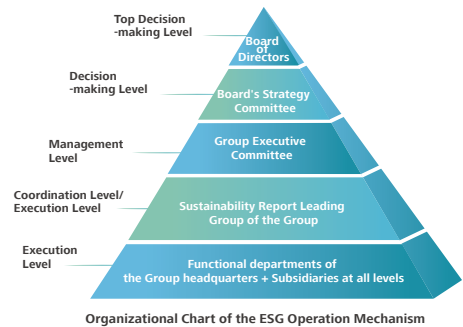 Top Decision
-making Level
Board
of
Directors
Decision
-making Level
Board's Strategy
Committee
Management
Level
Group Executive
Committee
Coordination Level/
Execution Level
Sustainability Report Leading
Group of the Group
Execution
Level
Functional departments of
the Group headquarters + Subsidiaries at all levels
Organizational Chart of the ESG Operation Mechanism